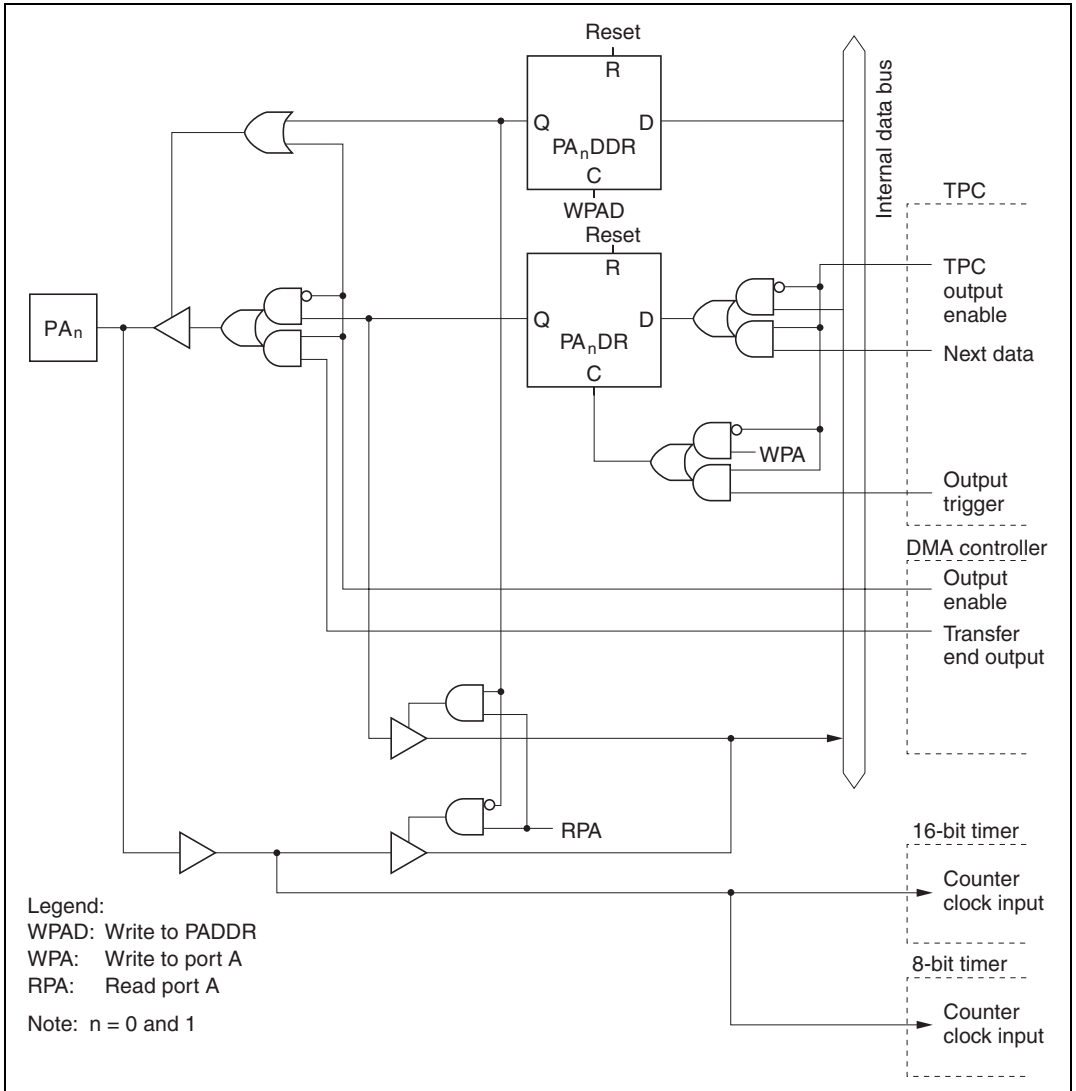 Reset
R
Q
D
PAnDDR
C
WPAD
Internal data bus
TPC
Reset
R
Q
D
PAnDR
C
PAn
TPC
output
enable
Next data
WPA
Output
trigger
DMA controller
Output
enable
Transfer
end output
RPA
16-bit timer
Counter
clock input
8-bit timer
Counter
clock input
Legend:
WPAD: Write to PADDR
WPA: Write to port A
RPA: Read port A
Note: n = 0 and 1